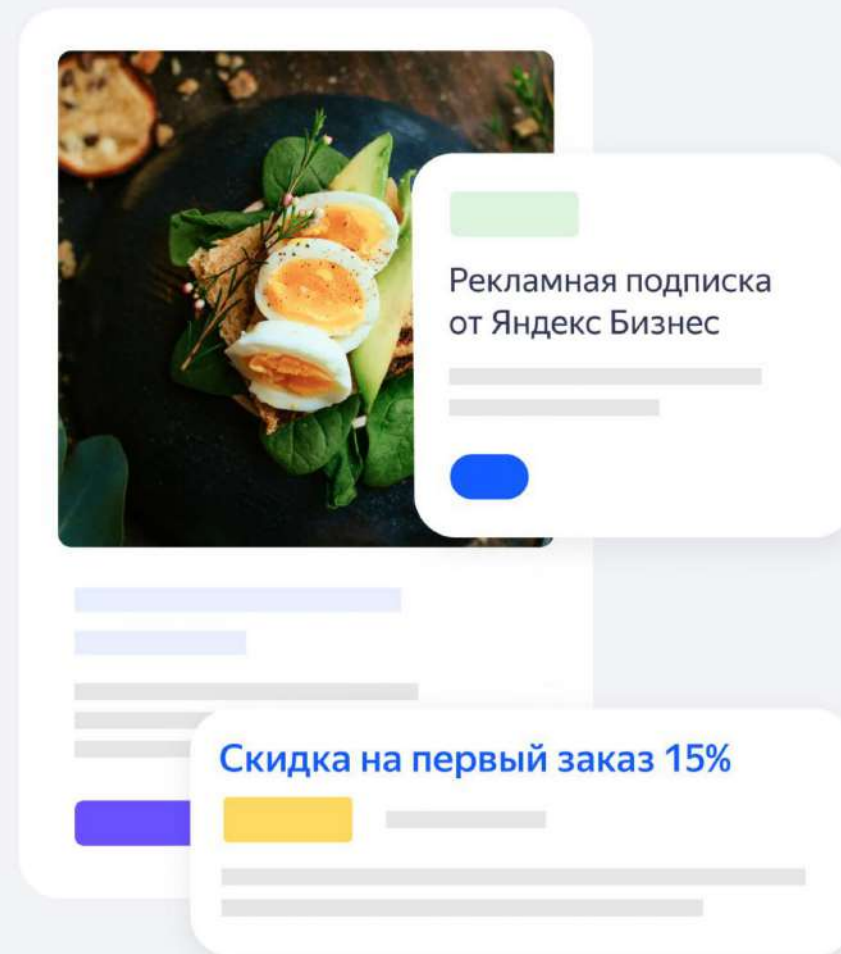 Рекламная подписка
от Яндекс Бизнес
Скидка на первый заказ 15%